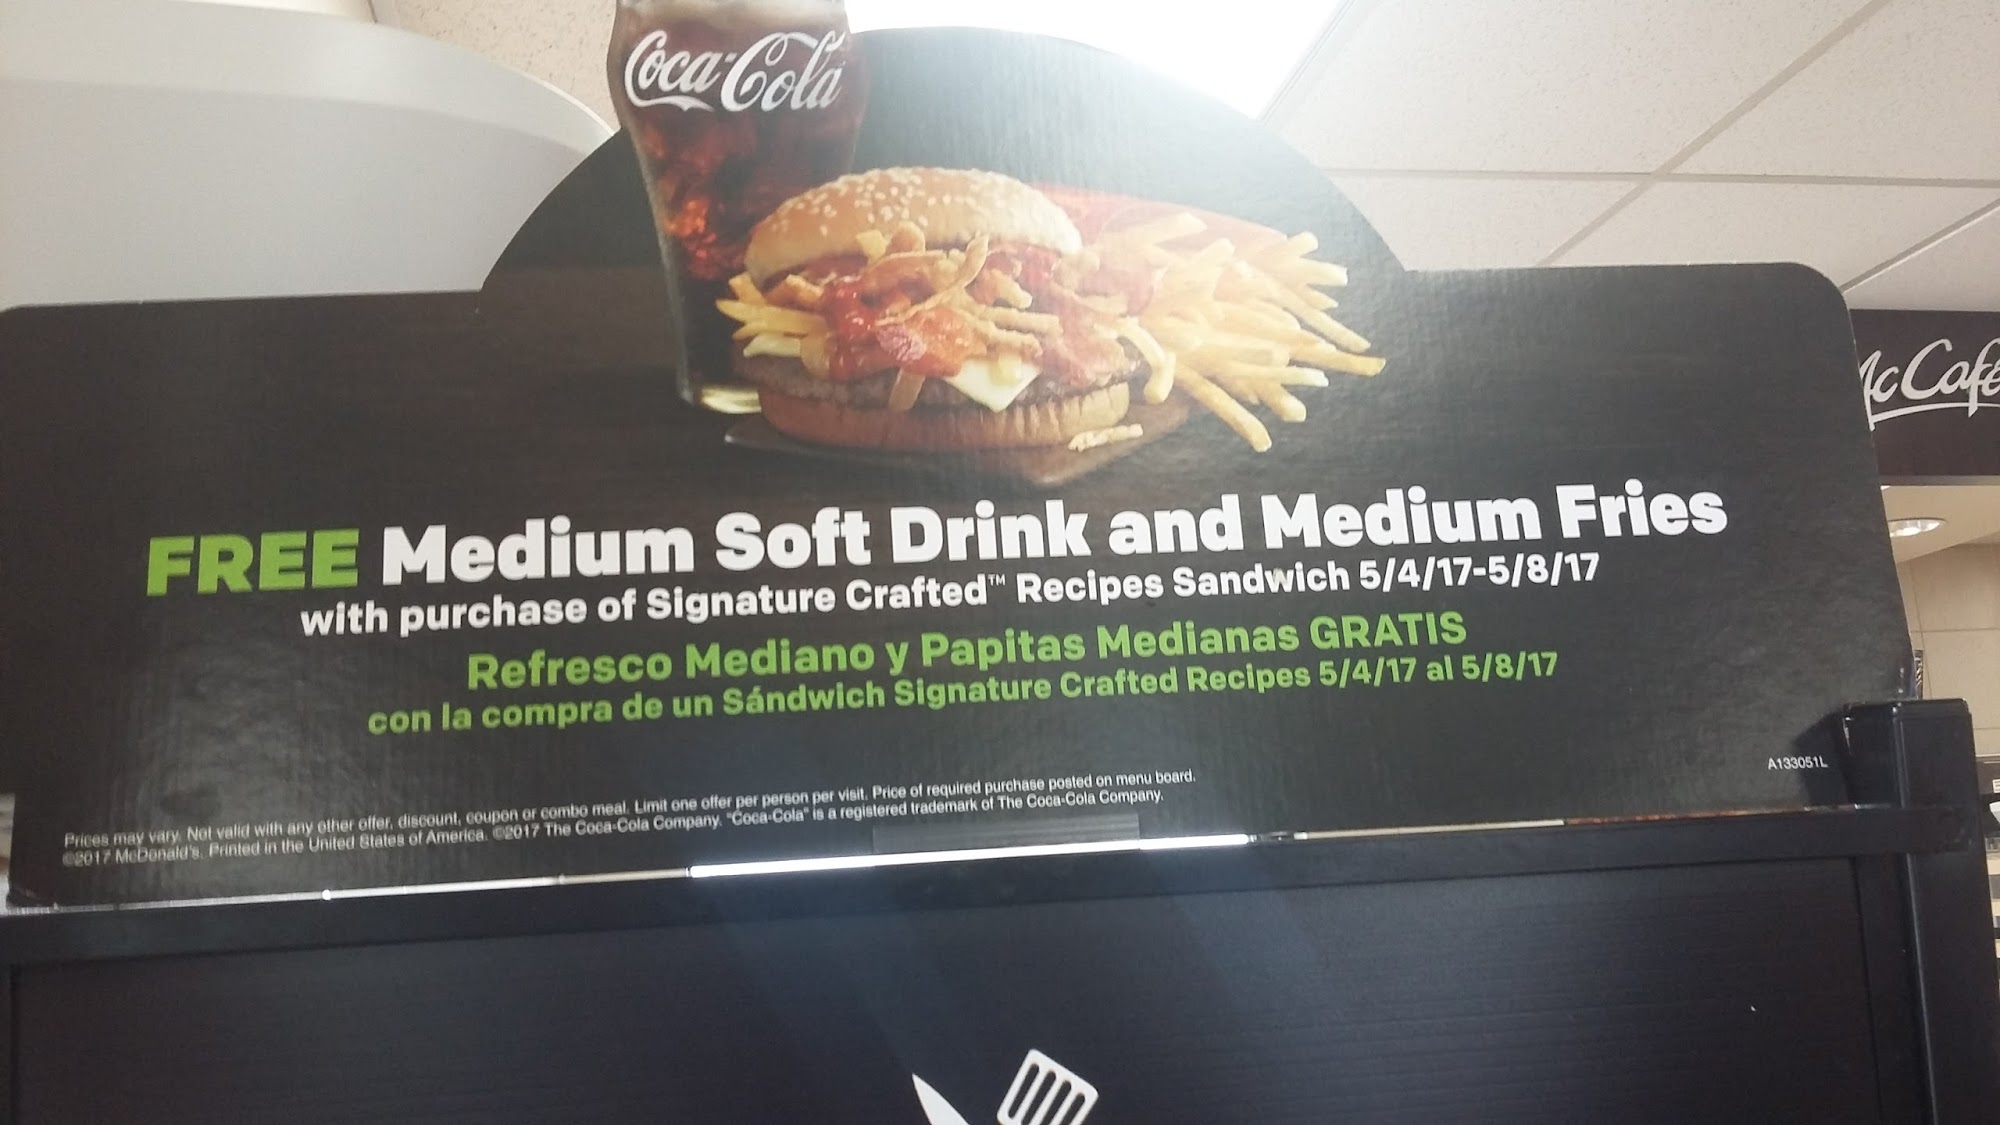 Coca-Cola
McCafé
FREE Medium Soft Drink and Medium Fries
with purchase of Signature Crafted™ Recipes Sandwich 5/4/17-5/8/17
Refresco Mediano y Papitas Medianas GRATIS
con la compra de un Sándwich Signature Crafted Recipes 5/4/17 al 5/8/17
A133051L
Prices may vary. Not valid with any other offer, discount, coupon or combo meal. Limit one offer per person per visit. Price of required purchase posted on menu board.
©2017 McDonald's. Printed in the United States of America. ©2017 The Coca-Cola Company. "Coca-Cola" is a registered trademark of The Coca-Cola Company.